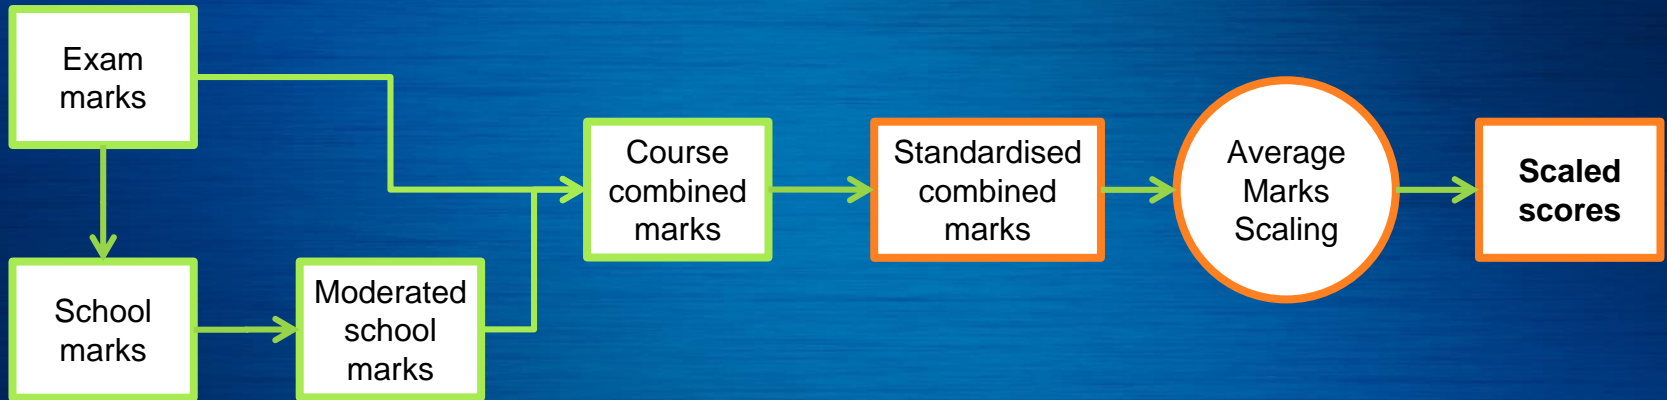 Exam
marks
School
marks
Moderated
school
marks
Course
combined
marks
Standardised
combined
marks
Average
Marks
Scaling
Scaled
scores